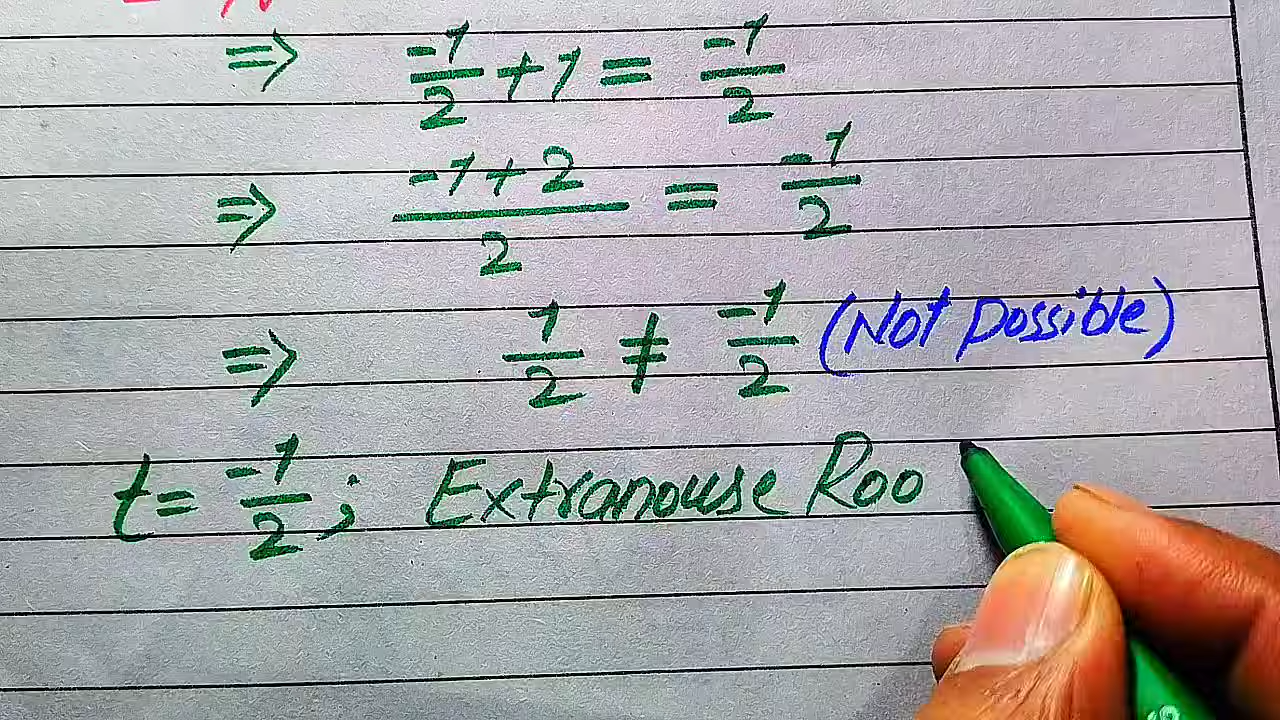 ⇒ -1/2 + 1 = -1/2
⇒ (-1+2)/2 = -1/2
⇒ 1/2 ≠ -1/2 (Not Possible)
t = -1/2 ; Extranouse Roo